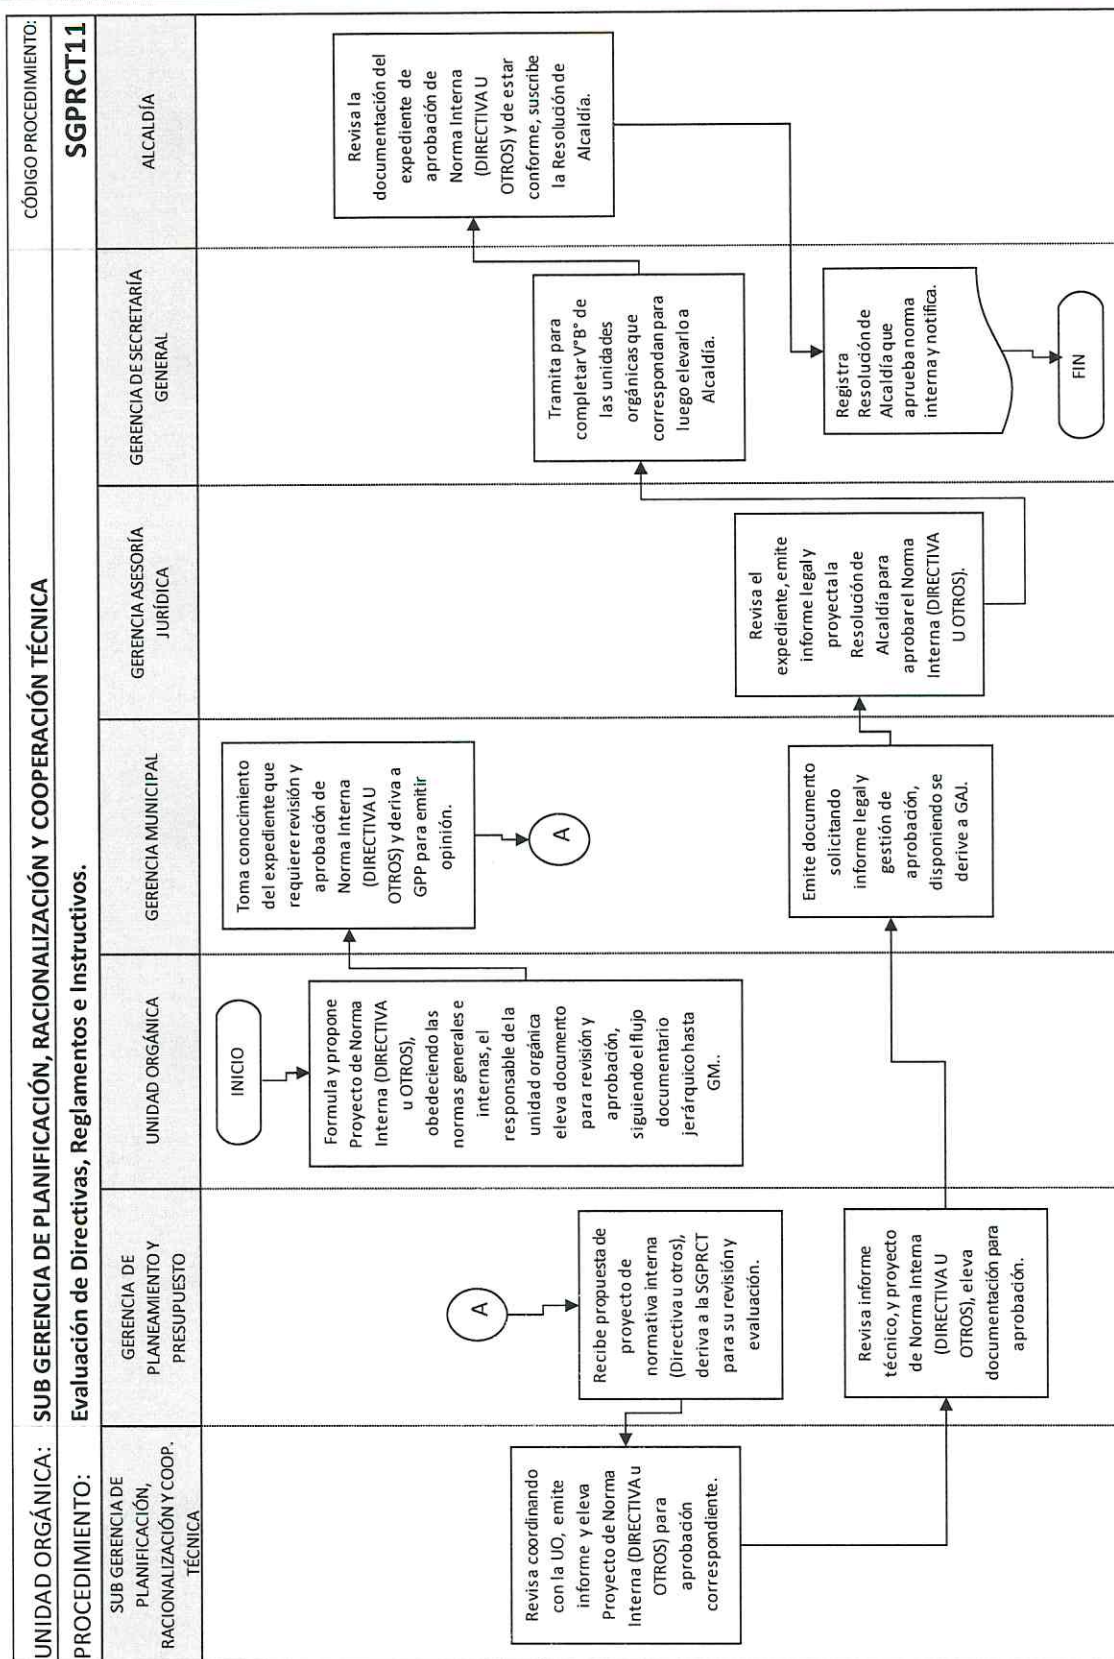 UNIDAD ORGÁNICA: SUB GERENCIA DE PLANIFICACIÓN, RACIONALIZACIÓN Y COOPERACIÓN TÉCNICA
CÓDIGO PROCEDIMIENTO:
PROCEDIMIENTO: Evaluación de Directivas, Reglamentos e Instructivos.
SGPRCT11
SUB GERENCIA DE
PLANIFICACIÓN,
RACIONALIZACIÓN Y COOP.
TÉCNICA
GERENCIA DE
PLANEAMIENTO Y
PRESUPUESTO
UNIDAD ORGÁNICA
GERENCIA MUNICIPAL
GERENCIA ASESORÍA
JURÍDICA
GERENCIA DE SECRETARÍA
GENERAL
ALCALDÍA
INICIO
Formula y propone
Proyecto de Norma
Interna (DIRECTIVA
u OTROS),
obedeciendo las
normas generales e
internas, el
responsable de la
unidad orgánica
eleva documento
para revisión y
aprobación,
siguiendo el flujo
documentario
jerárquico hasta
GM..
Toma conocimiento
del expediente que
requiere revisión y
aprobación de
Norma Interna
(DIRECTIVA U
OTROS) y deriva a
GPP para emitir
opinión.
A
A
Recibe propuesta de
proyecto de
normativa interna
(Directiva u otros),
deriva a la SGPRCT
para su revisión y
evaluación.
Revisa coordinando
con la UO, emite
informe y eleva
Proyecto de Norma
Interna (DIRECTIVA u
OTROS) para
aprobación
correspondiente.
Revisa informe
técnico, y proyecto
de Norma Interna
(DIRECTIVA U
OTROS), eleva
documentación para
aprobación.
Emite documento
solicitando
informe legal y
gestión de
aprobación,
disponiendo se
derive a GAJ.
Revisa el
expediente, emite
informe legal y
proyecta la
Resolución de
Alcaldía para
aprobar el Norma
Interna (DIRECTIVA
U OTROS).
Tramita para
completar V°B° de
las unidades
orgánicas que
correspondan para
luego elevarlo a
Alcaldía.
Revisa la
documentación del
expediente de
aprobación de
Norma Interna
(DIRECTIVA U
OTROS) y de estar
conforme, suscribe
la Resolución de
Alcaldía.
Registra
Resolución de
Alcaldía que
aprueba norma
interna y notifica.
FIN